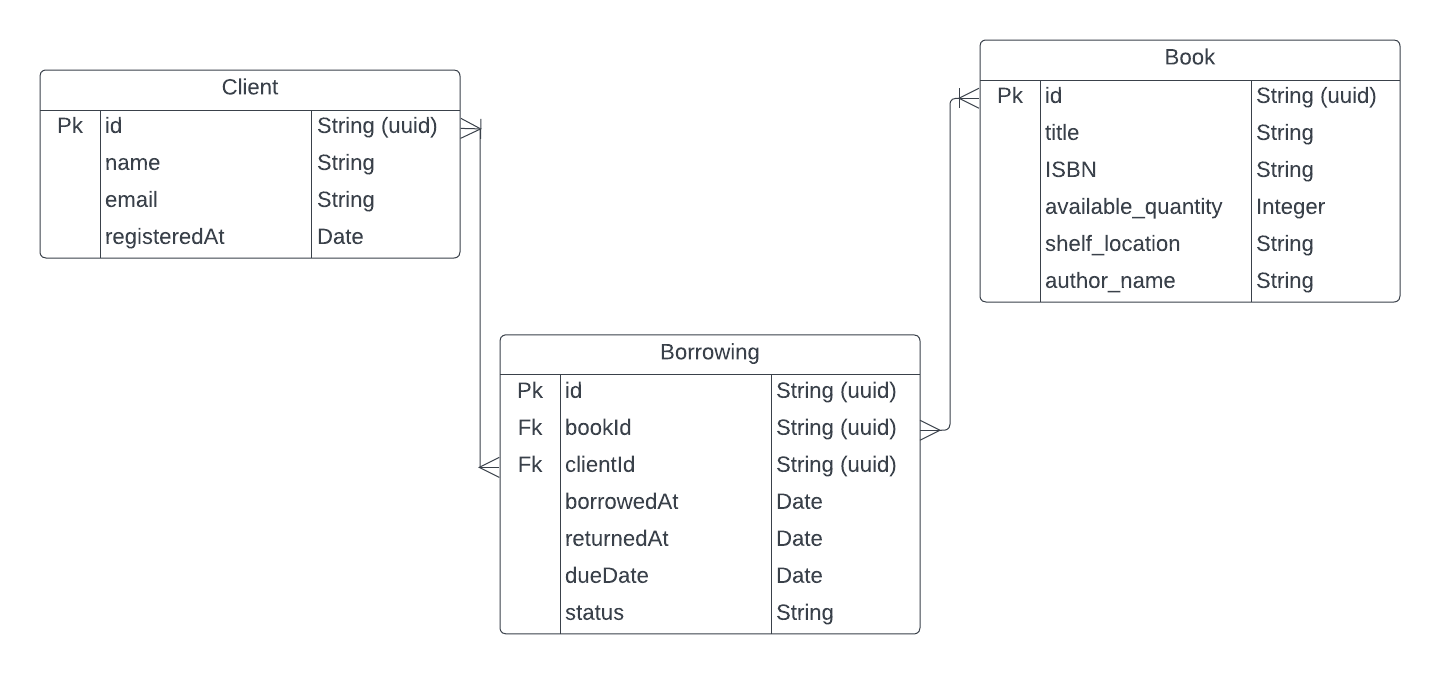 Client
Pk id String (uuid)
name String
email String
registeredAt Date
Book
Pk id String (uuid)
title String
ISBN String
available_quantity Integer
shelf_location String
author_name String
Borrowing
Pk id String (uuid)
Fk bookId String (uuid)
Fk clientId String (uuid)
borrowedAt Date
returnedAt Date
dueDate Date
status String